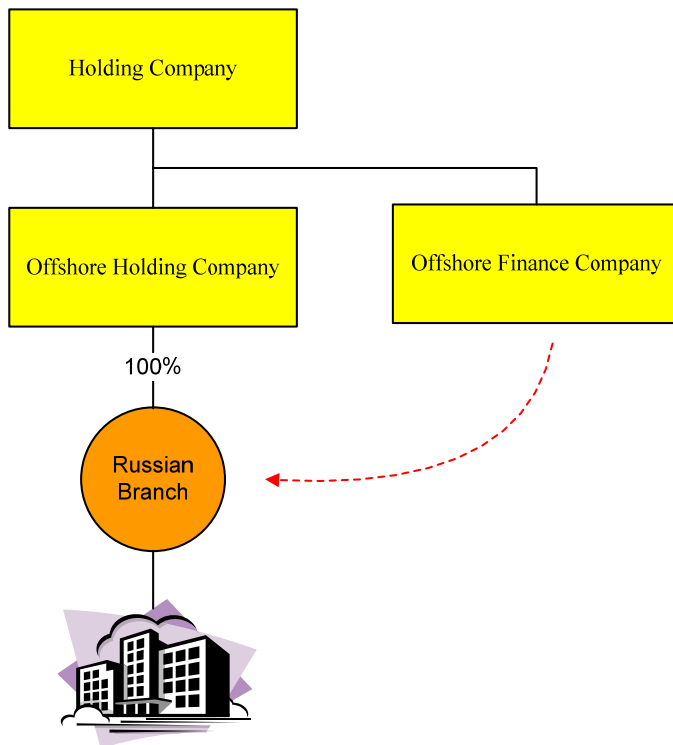 Holding Company
Offshore Holding Company
Offshore Finance Company
100%
Russian
Branch